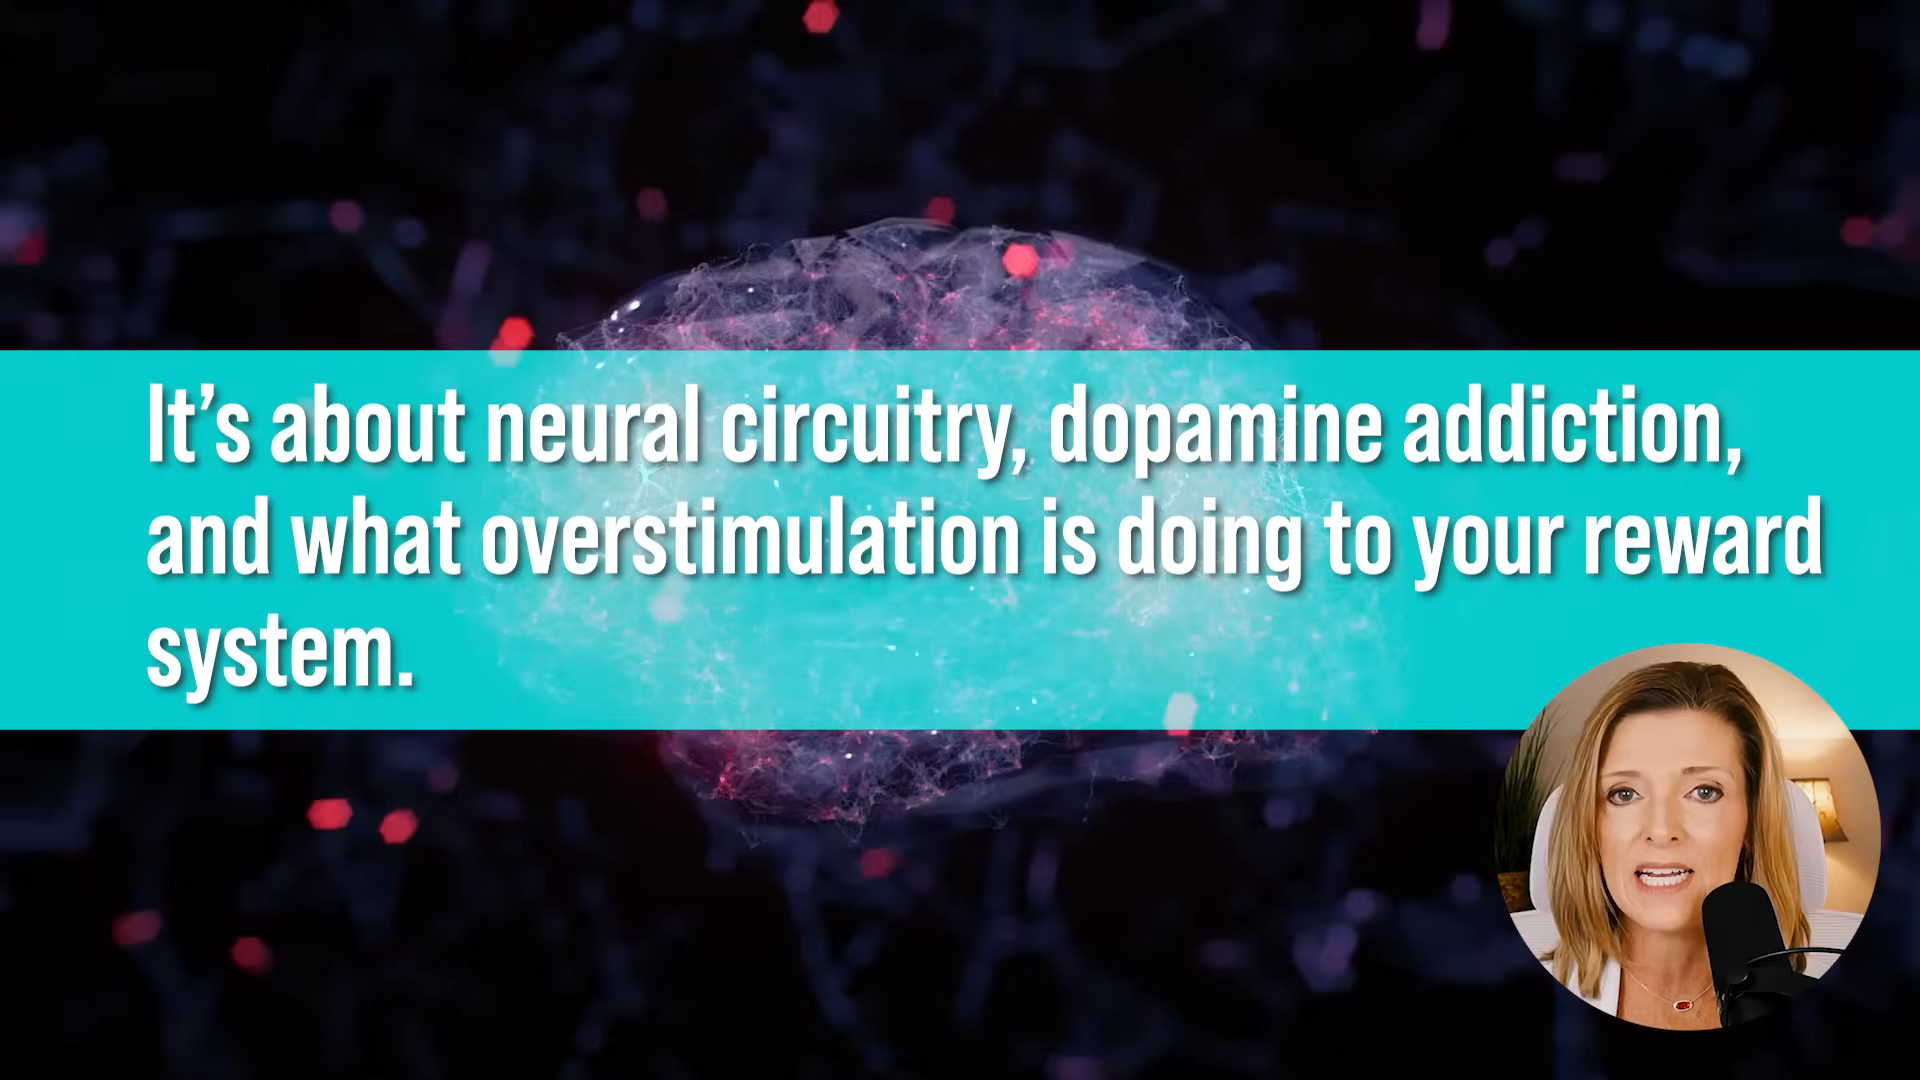 It’s about neural circuitry, dopamine addiction,
and what overstimulation is doing to your reward
system.